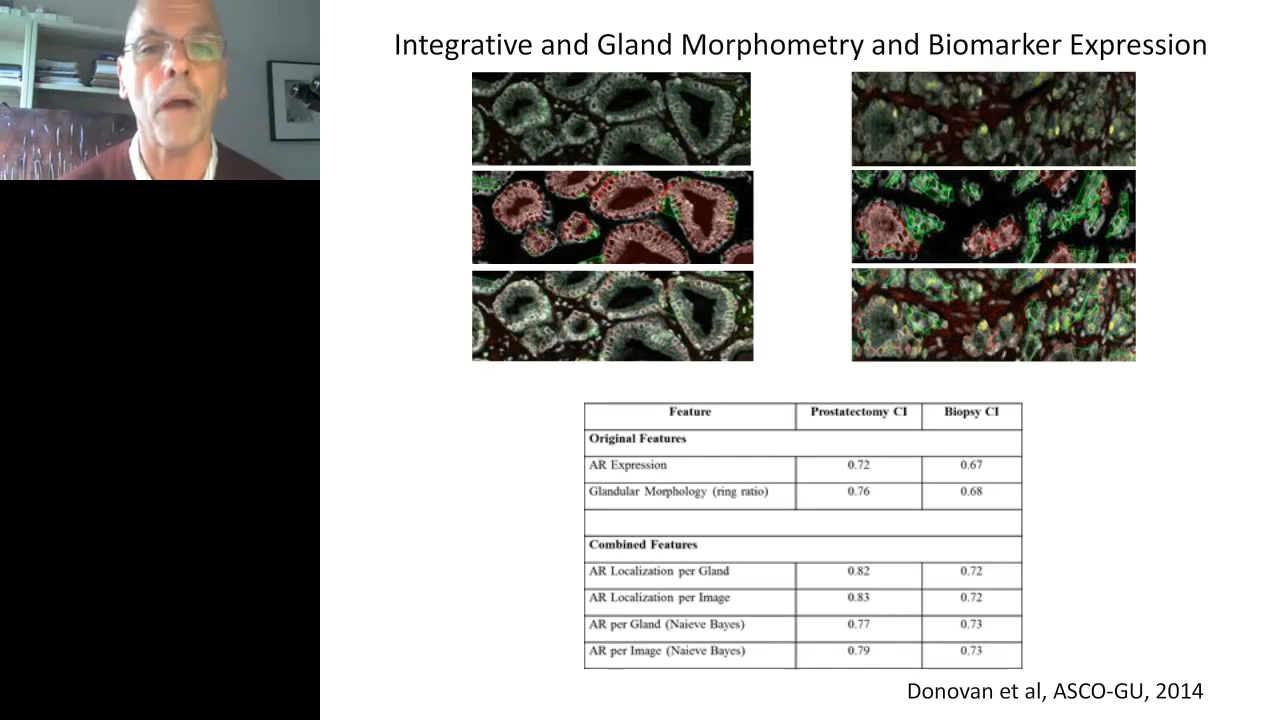 Integrative and Gland Morphometry and Biomarker Expression
Feature Prostatectomy CI Biopsy CI
Original Features
AR Expression 0.72 0.67
Glandular Morphology (ring ratio) 0.76 0.68
Combined Features
AR Localization per Gland 0.82 0.72
AR Localization per Image 0.83 0.72
AR per Gland (Naieve Bayes) 0.77 0.73
AR per Image (Naieve Bayes) 0.79 0.73
Donovan et al, ASCO-GU, 2014